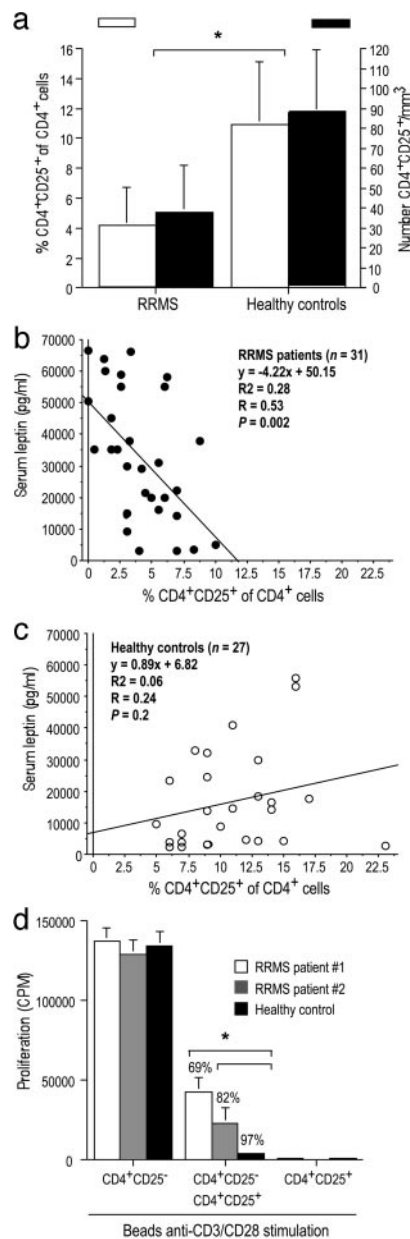 a
*
16
14
12
10
8
6
4
2
0
% CD4+CD25+ of CD4+ cells
120
110
100
90
80
70
60
50
40
30
20
10
0
Number CD4+CD25+/mm3
RRMS Healthy controls
b
70000
60000
50000
40000
30000
20000
10000
0
Serum leptin (pg/ml)
RRMS patients (n = 31)
y = -4.22x + 50.15
R2 = 0.28
R = 0.53
P = 0.002
0 2.5 5 7.5 10 12.5 15 17.5 20 22.5
% CD4+CD25+ of CD4+ cells
c
70000
60000
50000
40000
30000
20000
10000
0
Serum leptin (pg/ml)
Healthy controls (n = 27)
y = 0.89x + 6.82
R2 = 0.06
R = 0.24
P = 0.2
0 2.5 5 7.5 10 12.5 15 17.5 20 22.5
% CD4+CD25+ of CD4+ cells
d
150000
100000
50000
0
Proliferation (CPM)
RRMS patient #1
RRMS patient #2
Healthy control
*
69%
82%
97%
CD4+CD25- CD4+CD25- CD4+CD25+
CD4+CD25+
Beads anti-CD3/CD28 stimulation